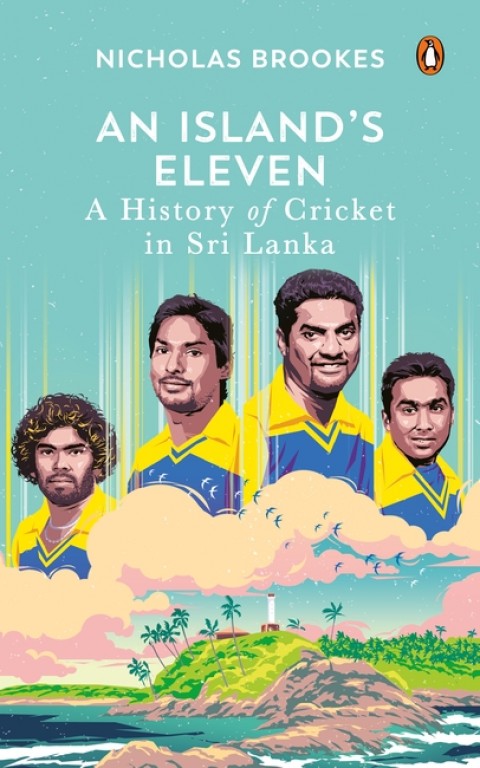 NICHOLAS BROOKES
AN ISLAND'S
ELEVEN
A History of Cricket
in Sri Lanka